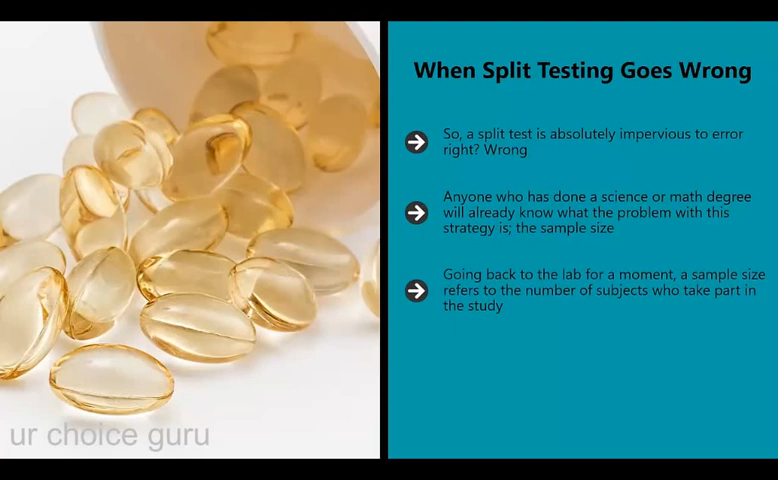 When Split Testing Goes Wrong
So, a split test is absolutely impervious to error
right? Wrong
Anyone who has done a science or math degree
will already know what the problem with this
strategy is; the sample size
Going back to the lab for a moment, a sample size
refers to the number of subjects who take part in
the study
ur choice guru